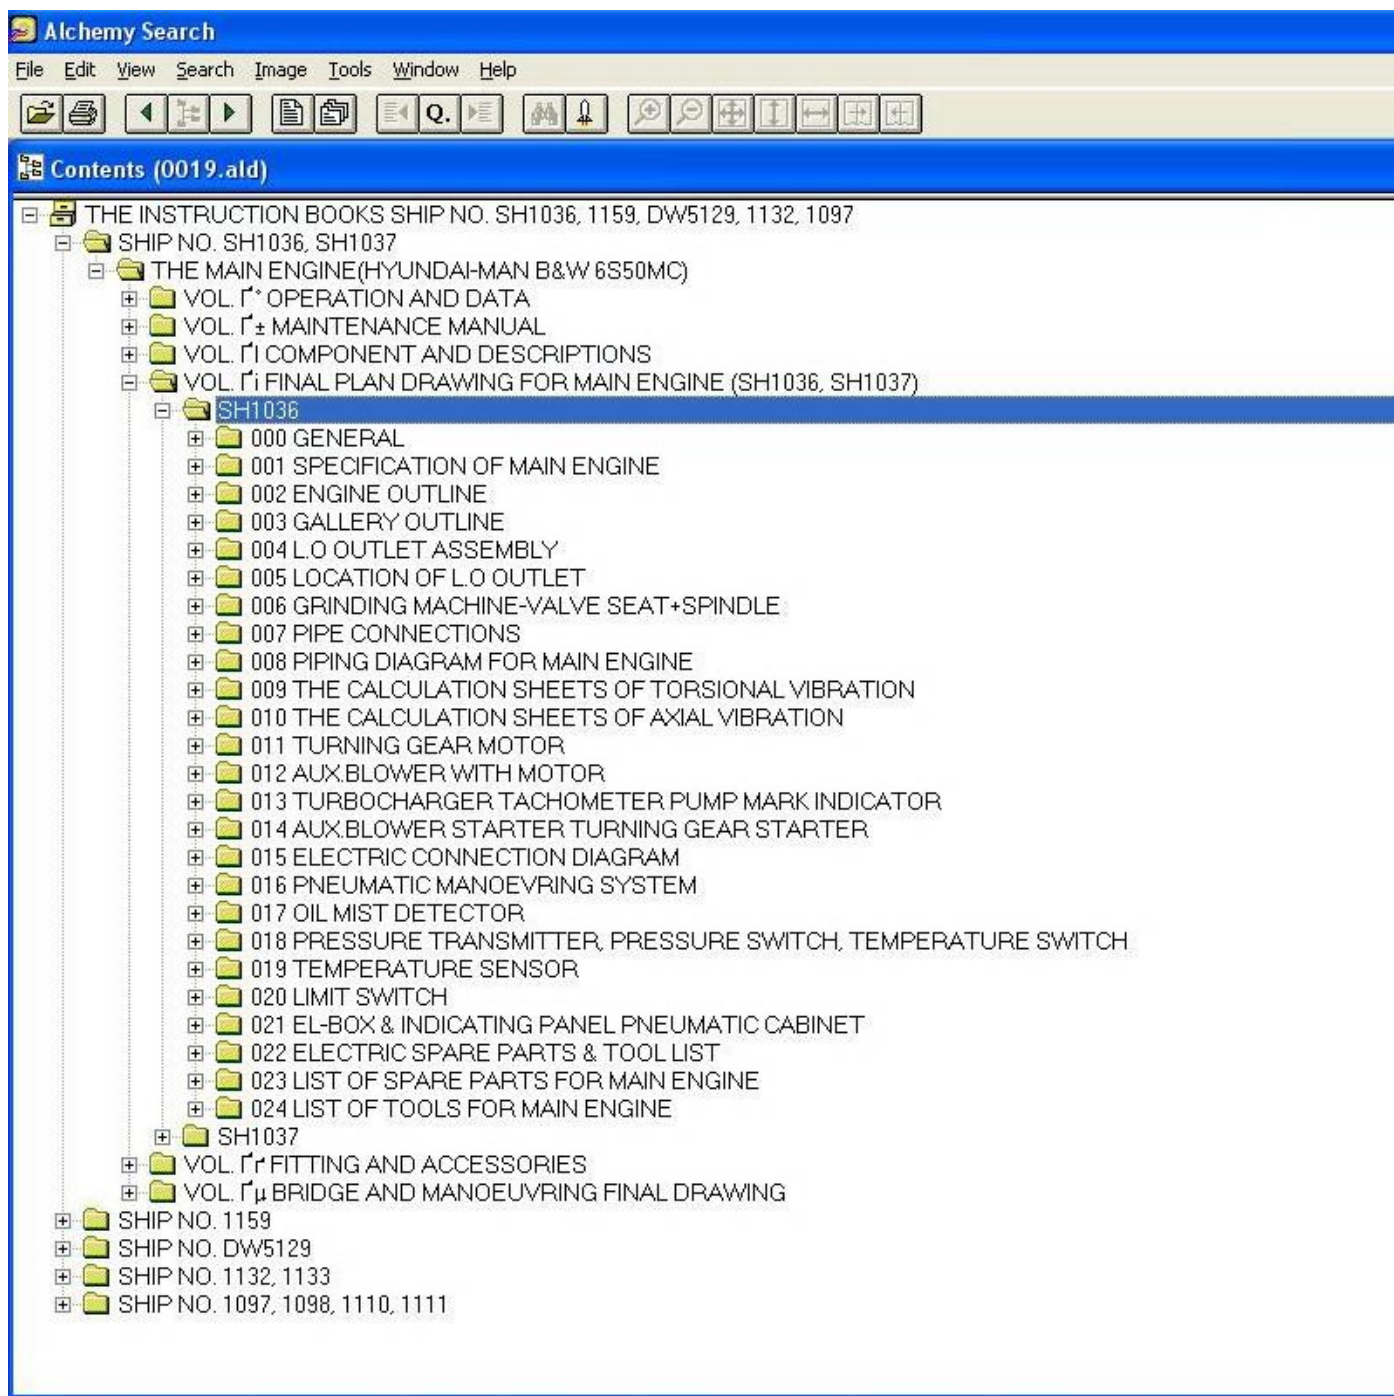 Alchemy Search
File Edit View Search Image Tools Window Help
Q.
Contents (0019.ald)
THE INSTRUCTION BOOKS SHIP NO. SH1036, 1159, DW5129, 1132, 1097
SHIP NO. SH1036, SH1037
THE MAIN ENGINE(HYUNDAI-MAN B&W 6S50MC)
VOL. Ґ° OPERATION AND DATA
VOL. Ґ± MAINTENANCE MANUAL
VOL. ҐІ COMPONENT AND DESCRIPTIONS
VOL. Ґі FINAL PLAN DRAWING FOR MAIN ENGINE (SH1036, SH1037)
SH1036
000 GENERAL
001 SPECIFICATION OF MAIN ENGINE
002 ENGINE OUTLINE
003 GALLERY OUTLINE
004 L.O OUTLET ASSEMBLY
005 LOCATION OF L.O OUTLET
006 GRINDING MACHINE-VALVE SEAT+SPINDLE
007 PIPE CONNECTIONS
008 PIPING DIAGRAM FOR MAIN ENGINE
009 THE CALCULATION SHEETS OF TORSIONAL VIBRATION
010 THE CALCULATION SHEETS OF AXIAL VIBRATION
011 TURNING GEAR MOTOR
012 AUX.BLOWER WITH MOTOR
013 TURBOCHARGER TACHOMETER PUMP MARK INDICATOR
014 AUX.BLOWER STARTER TURNING GEAR STARTER
015 ELECTRIC CONNECTION DIAGRAM
016 PNEUMATIC MANOEVRING SYSTEM
017 OIL MIST DETECTOR
018 PRESSURE TRANSMITTER, PRESSURE SWITCH, TEMPERATURE SWITCH
019 TEMPERATURE SENSOR
020 LIMIT SWITCH
021 EL-BOX & INDICATING PANEL PNEUMATIC CABINET
022 ELECTRIC SPARE PARTS & TOOL LIST
023 LIST OF SPARE PARTS FOR MAIN ENGINE
024 LIST OF TOOLS FOR MAIN ENGINE
SH1037
VOL. Ґґ FITTING AND ACCESSORIES
VOL. Ґµ BRIDGE AND MANOEUVRING FINAL DRAWING
SHIP NO. 1159
SHIP NO. DW5129
SHIP NO. 1132, 1133
SHIP NO. 1097, 1098, 1110, 1111